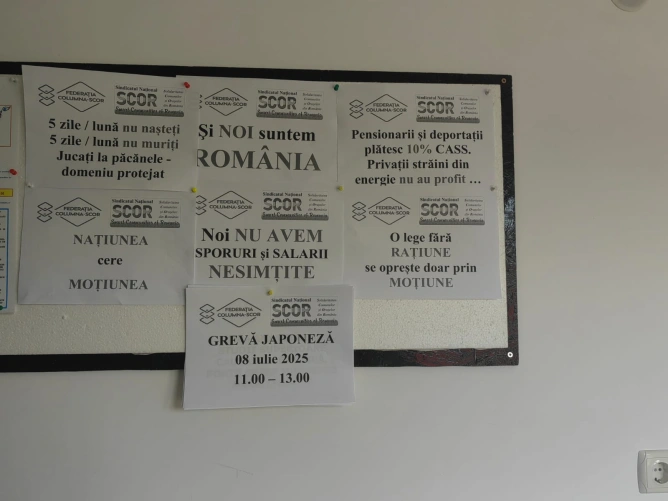 FEDERAȚIA
COLUMNA-SCOR
Sindicatul Național
SCOR
5 zile / lună nu nașteți
5 zile / lună nu muriți
Jucați la păcănele -
domeniu protejat
FEDERAȚIA
COLUMNA-SCOR
Sindicatul Național
SCOR
Și NOI suntem
ROMÂNIA
FEDERAȚIA
COLUMNA-SCOR
Sindicatul Național
SCOR
Pensionarii și deportații
plătesc 10% CASS.
Privații străini din
energie nu au profit …
FEDERAȚIA
COLUMNA-SCOR
Sindicatul Național
SCOR
NAȚIUNEA
cere
MOȚIUNEA
FEDERAȚIA
COLUMNA-SCOR
Sindicatul Național
SCOR
Noi NU AVEM
SPORURI și SALARII
NESIMȚITE
FEDERAȚIA
COLUMNA-SCOR
Sindicatul Național
SCOR
O lege fără
RAȚIUNE
se oprește doar prin
MOȚIUNE
FEDERAȚIA
COLUMNA-SCOR
Sindicatul Național
SCOR
GREVĂ JAPONEZĂ
08 iulie 2025
11.00 – 13.00